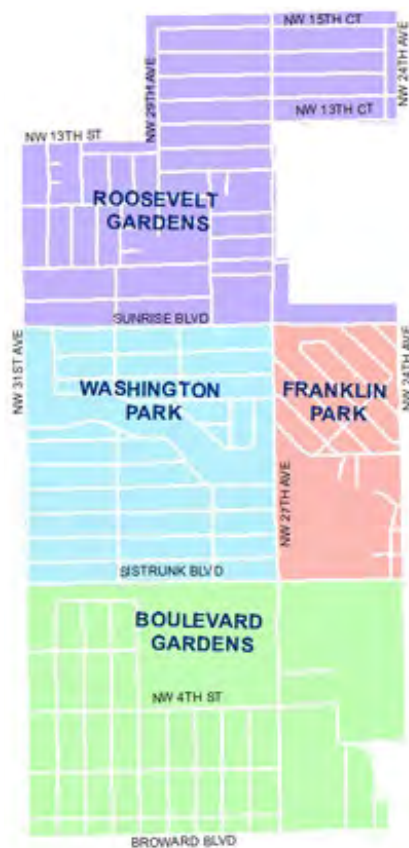 NW 15TH CT
NW 29TH AVE
NW 24TH AVE
NW 13TH CT
NW 13TH ST
ROOSEVELT
GARDENS
SUNRISE BLVD
NW 31ST AVE
WASHINGTON
PARK
FRANKLIN
PARK
NW 24TH AVE
NW 27TH AVE
SISTRUNK BLVD
BOULEVARD
GARDENS
NW 4TH ST
BROWARD BLVD